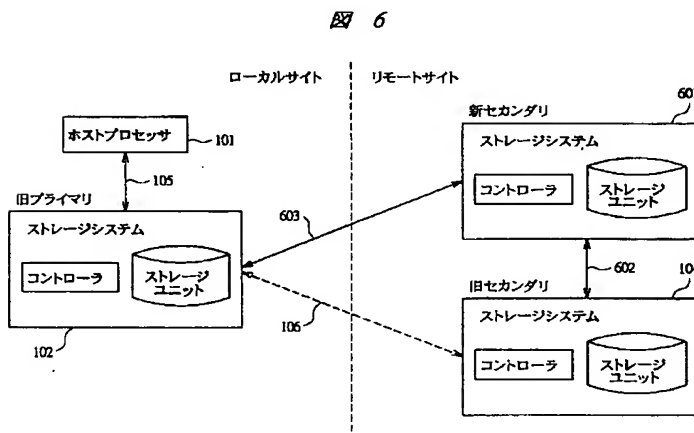 図 6
ローカルサイト
リモートサイト
ホストプロセッサ
101
105
旧プライマリ
ストレージシステム
コントローラ
ストレージ
ユニット
102
603
106
新セカンダリ
ストレージシステム
コントローラ
ストレージ
ユニット
602
旧セカンダリ
ストレージシステム
コントローラ
ストレージ
ユニット